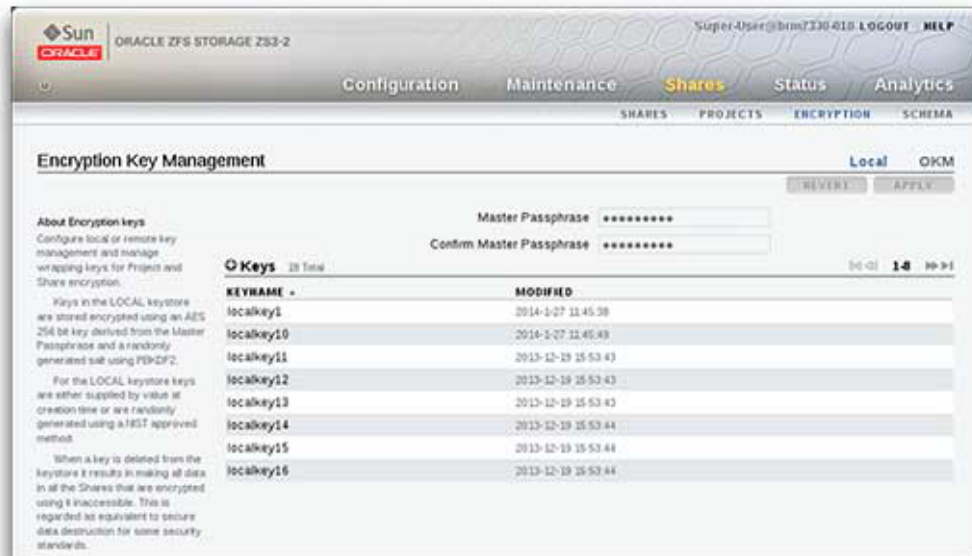 Sun
ORACLE
ORACLE ZFS STORAGE ZS3-2
Super-User@brm7330-010 LOGOUT HELP
Configuration Maintenance Shares Status Analytics
SHARES PROJECTS ENCRYPTION SCHEMA
Encryption Key Management
Local OKM
REVERT APPLY
About Encryption keys
Configure local or remote key
management and manage
wrapping keys for Project and
Share encryption.
Keys in the LOCAL keystore
are stored encrypted using an AES
256 bit key derived from the Master
Passphrase and a randomly
generated salt using PBKDF2.
For the LOCAL keystore keys
are either supplied by value at
creation time or are randomly
generated using a NIST approved
method.
When a key is deleted from the
keystore it results in making all data
in all the Shares that are encrypted
using it inaccessible. This is
regarded as equivalent to secure
data destruction for some security
standards.
Master Passphrase •••••••••
Confirm Master Passphrase •••••••••
Keys Total 1-8
KEYNAME MODIFIED
localkey1 2014-1-27 11:45:38
localkey10 2014-1-27 11:45:49
localkey11 2013-12-19 15:53:43
localkey12 2013-12-19 15:53:43
localkey13 2013-12-19 15:53:43
localkey14 2013-12-19 15:53:44
localkey15 2013-12-19 15:53:44
localkey16 2013-12-19 15:53:44